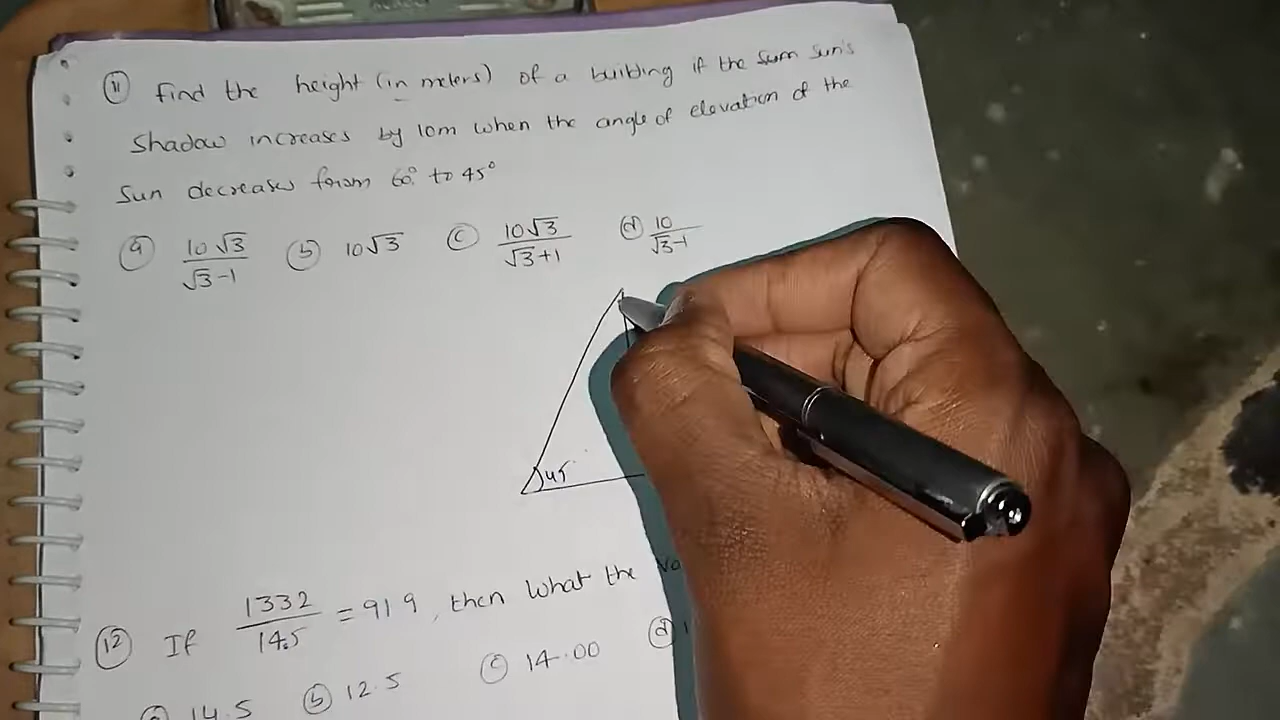 11 Find the height (in meters) of a building if the sum sun's
shadow increases by 10m when the angle of elevation of the
Sun decreases from 60° to 45°
a 10√3/√3-1 b 10√3 c 10√3/√3+1 d 10/√3-1
45
12 If 1332/14.5 = 919, then what the
a 14.5 b 12.5 c 14.00 d